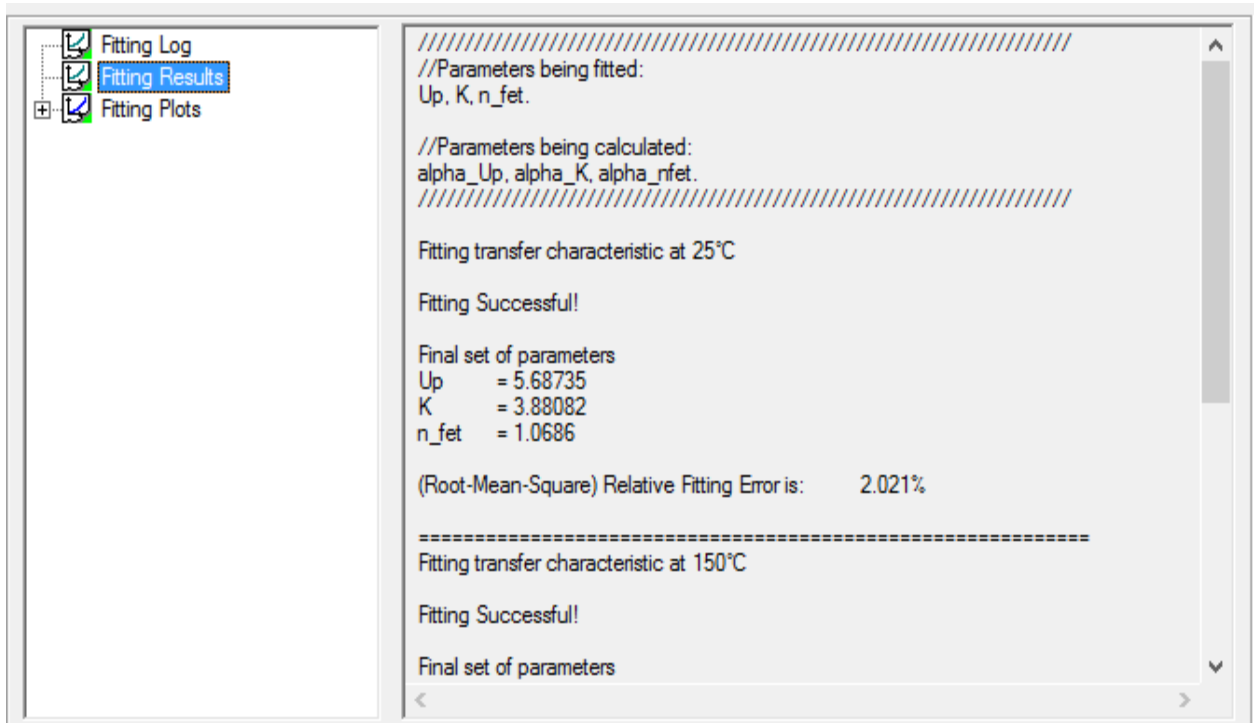 Fitting Log
Fitting Results
Fitting Plots
//////////////////////////////////////////////////////////////////////
//Parameters being fitted:
Up, K, n_fet.
//Parameters being calculated:
alpha_Up, alpha_K, alpha_nfet.
//////////////////////////////////////////////////////////////////////
Fitting transfer characteristic at 25°C
Fitting Successful!
Final set of parameters
Up = 5.68735
K = 3.88082
n_fet = 1.0686
(Root-Mean-Square) Relative Fitting Error is: 2.021%
============================================================
Fitting transfer characteristic at 150°C
Fitting Successful!
Final set of parameters